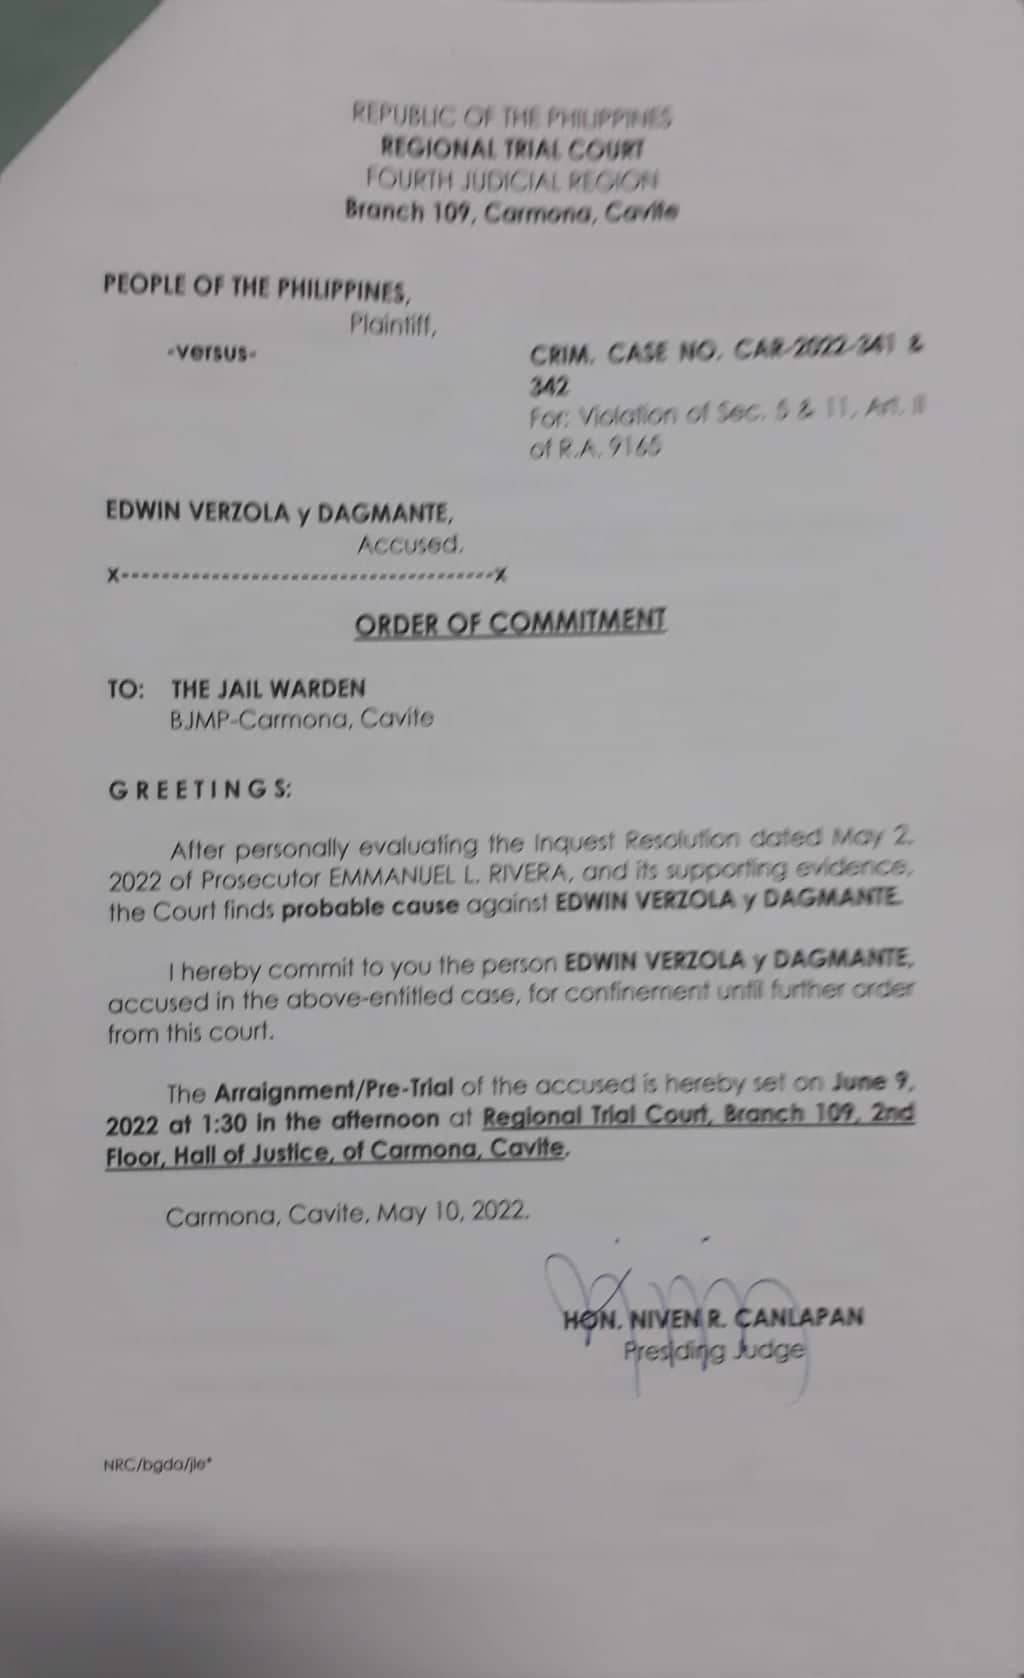 REPUBLIC OF THE PHILIPPINES
REGIONAL TRIAL COURT
FOURTH JUDICIAL REGION
Branch 109, Carmona, Cavite
PEOPLE OF THE PHILIPPINES,
Plaintiff,
-versus-
CRIM. CASE NO. CAR-2022-341 &
342
For: Violation of Sec. 5 & 11, Art. II
of R.A. 9165
EDWIN VERZOLA y DAGMANTE,
Accused.
x-------------------------------------x
ORDER OF COMMITMENT
TO: THE JAIL WARDEN
BJMP-Carmona, Cavite
G R E E T I N G S:
After personally evaluating the Inquest Resolution dated May 2,
2022 of Prosecutor EMMANUEL L. RIVERA, and its supporting evidence,
the Court finds probable cause against EDWIN VERZOLA y DAGMANTE.
I hereby commit to you the person EDWIN VERZOLA y DAGMANTE,
accused in the above-entitled case, for confinement until further order
from this court.
The Arraignment/Pre-Trial of the accused is hereby set on June 9,
2022 at 1:30 in the afternoon at Regional Trial Court, Branch 109, 2nd
Floor, Hall of Justice, of Carmona, Cavite.
Carmona, Cavite, May 10, 2022.
HON. NIVEN R. CANLAPAN
Presiding Judge
NRC/bgda/jle*